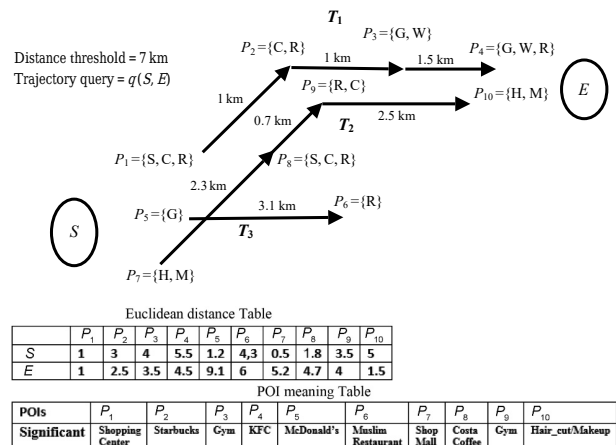 T₁
Distance threshold = 7 km
Trajectory query = q(S, E)
P₂={C, R}
P₃={G, W}
P₄={G, W, R}
1 km
1.5 km
E
P₉={R, C}
P₁₀={H, M}
1 km
0.7 km
T₂
2.5 km
P₁={S, C, R}
P₈={S, C, R}
2.3 km
S
P₅={G}
3.1 km
P₆={R}
T₃
P₇={H, M}
Euclidean distance Table
P₁ P₂ P₃ P₄ P₅ P₆ P₇ P₈ P₉ P₁₀
S 1 3 4 5.5 1.2 4,3 0.5 1.8 3.5 5
E 1 2.5 3.5 4.5 9.1 6 5.2 4.7 4 1.5
POI meaning Table
POIs P₁ P₂ P₃ P₄ P₅ P₆ P₇ P₈ P₉ P₁₀
Significant Shopping Center Starbucks Gym KFC McDonald's Muslim Restaurant Shop Mall Costa Coffee Gym Hair_cut/Makeup